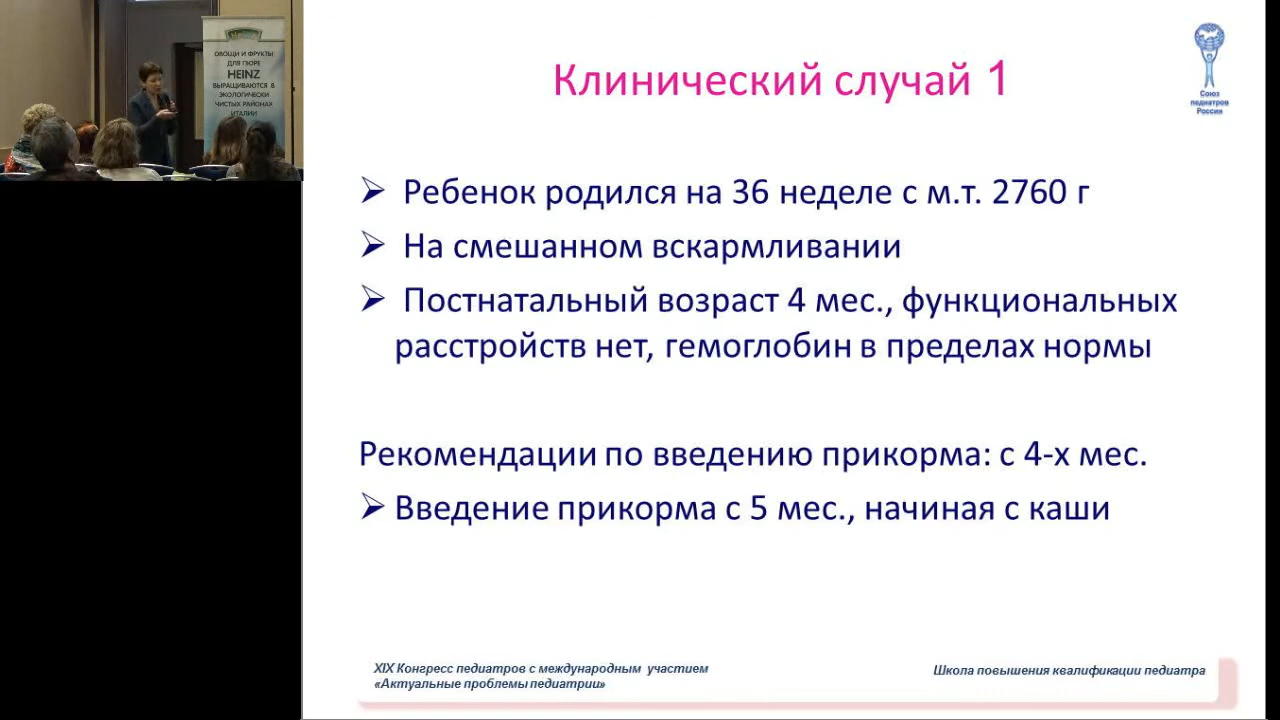 ОВОЩИ И ФРУКТЫ
ДЛЯ ПЮРЕ
HEINZ
ВЫРАЩИВАЮТСЯ В
ЭКОЛОГИЧЕСКИ
ЧИСТЫХ РАЙОНАХ
ИТАЛИИ
Клинический случай 1
Союз
педиатров
России
➢ Ребенок родился на 36 неделе с м.т. 2760 г
➢ На смешанном вскармливании
➢ Постнатальный возраст 4 мес., функциональных
расстройств нет, гемоглобин в пределах нормы
Рекомендации по введению прикорма: с 4-х мес.
➢ Введение прикорма с 5 мес., начиная с каши
XIX Конгресс педиатров с международным участием
«Актуальные проблемы педиатрии»
Школа повышения квалификации педиатра